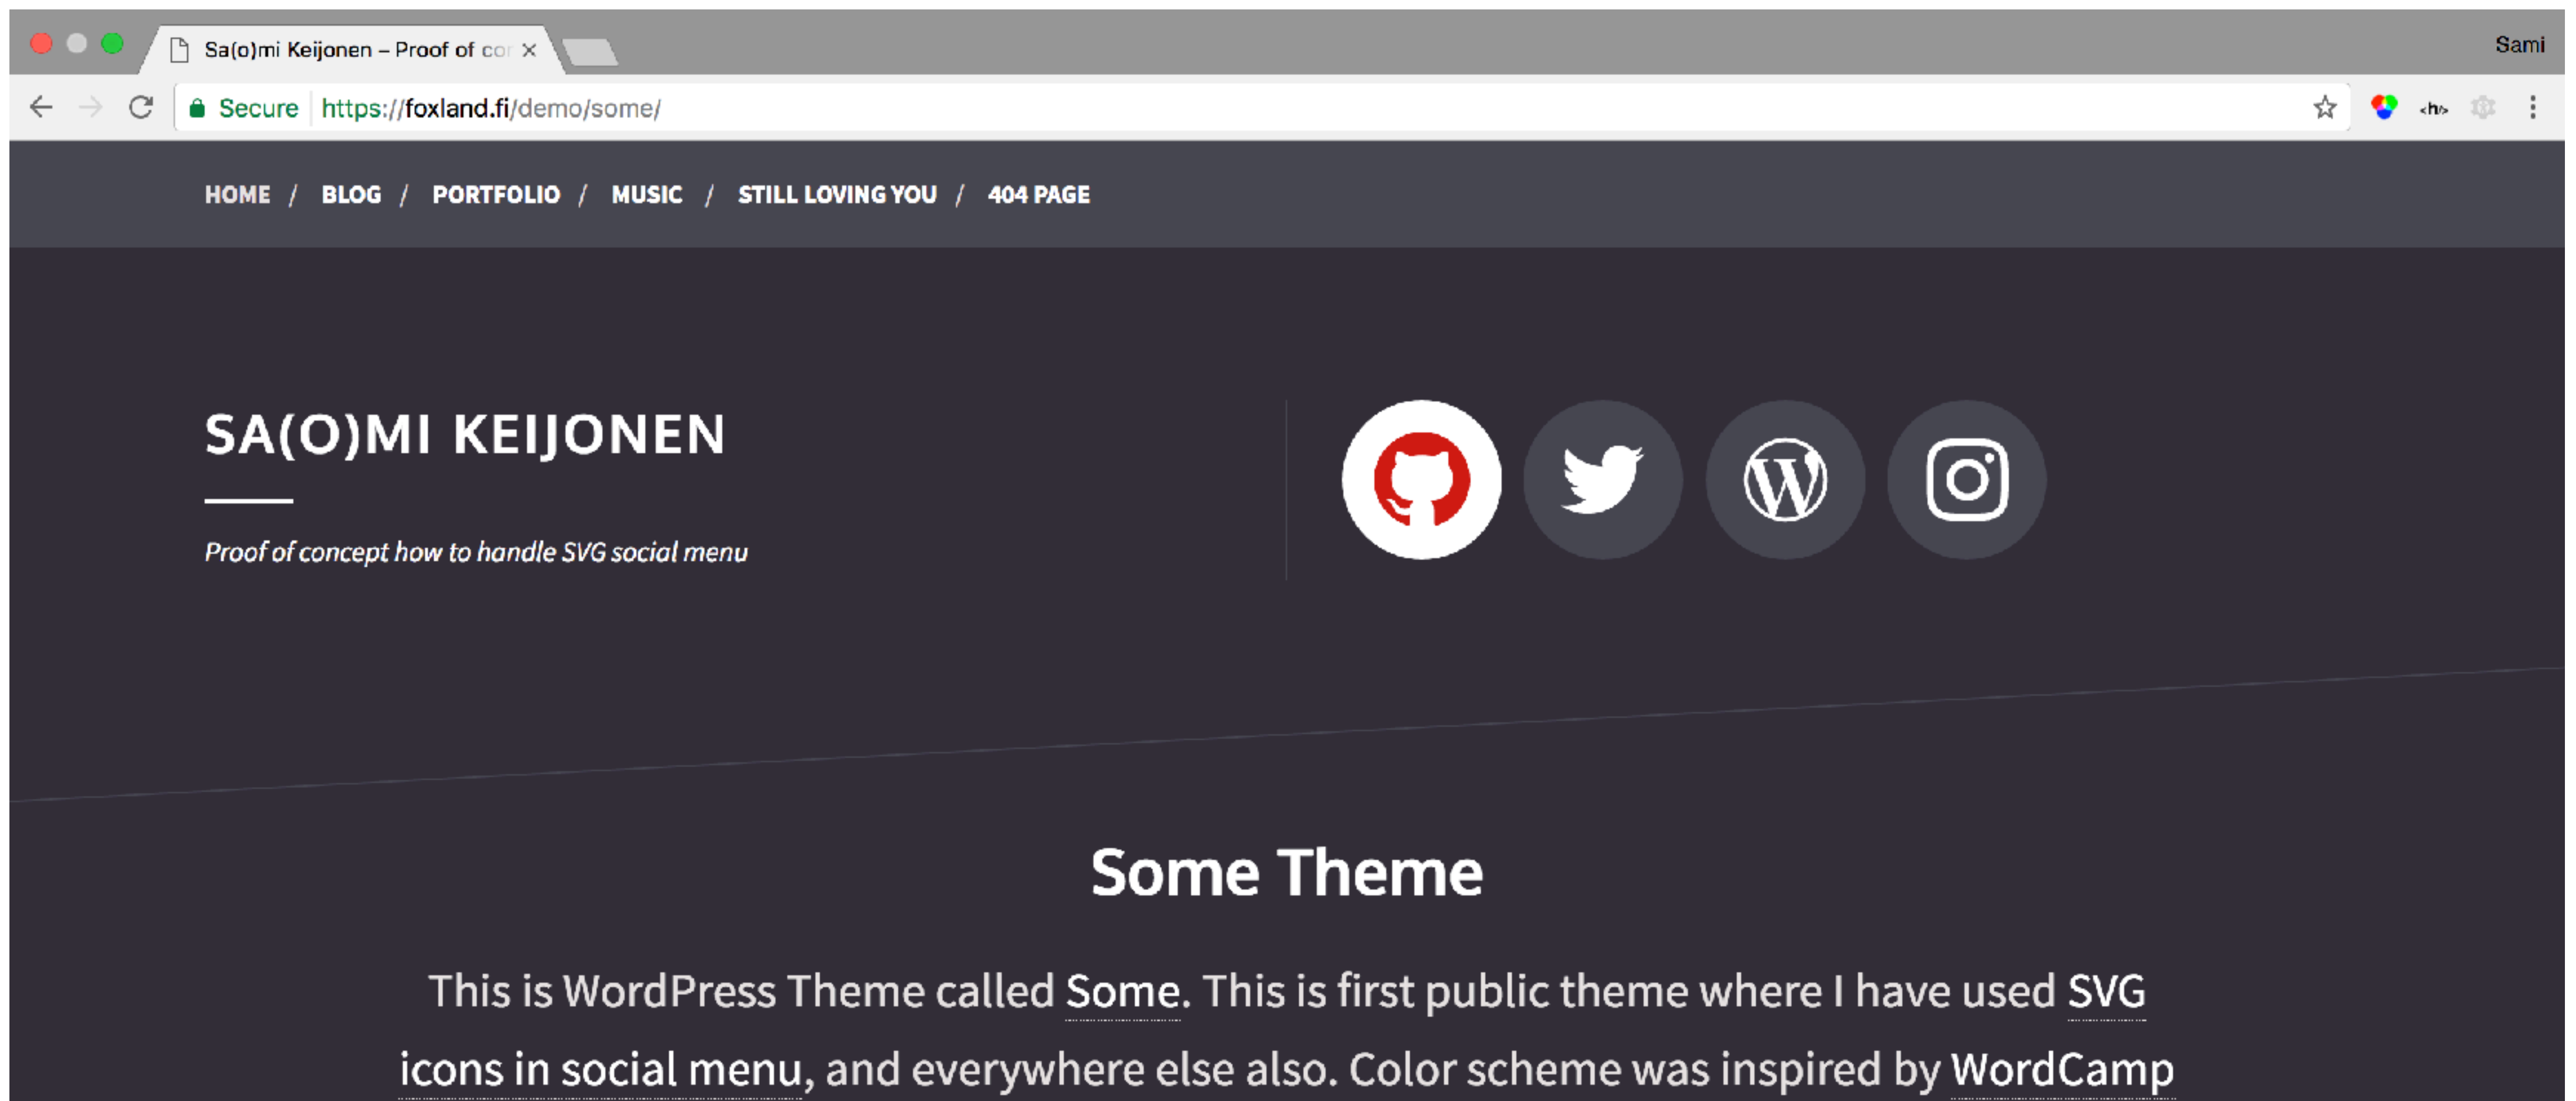 Sa(o)mi Keijonen – Proof of cor
Sami
Secure https://foxland.fi/demo/some/
<h/>
HOME / BLOG / PORTFOLIO / MUSIC / STILL LOVING YOU / 404 PAGE
SA(O)MI KEIJONEN
Proof of concept how to handle SVG social menu
Some Theme
This is WordPress Theme called Some. This is first public theme where I have used SVG
icons in social menu, and everywhere else also. Color scheme was inspired by WordCamp